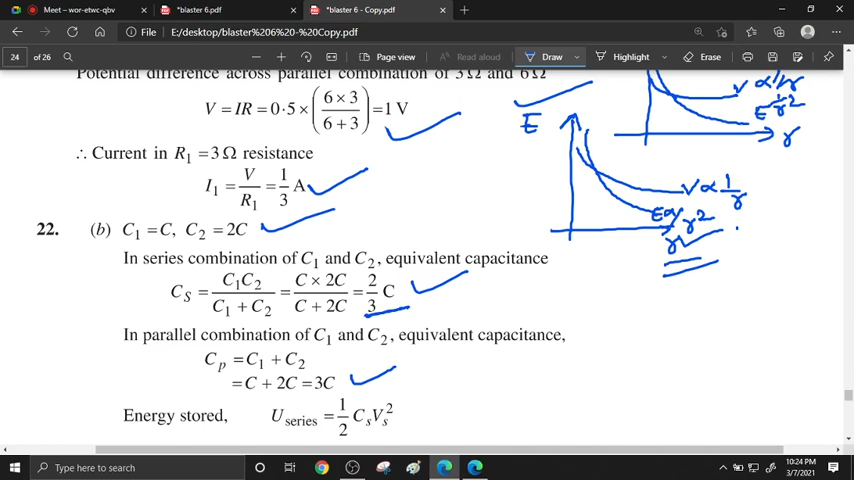 Meet – wor-etwc-qbv
*blaster 6.pdf
*blaster 6 - Copy.pdf
File
E:/desktop/blaster%206%20-%20Copy.pdf
24 of 26
Page view
Read aloud
Draw
Highlight
Erase
Potential difference across parallel combination of 3 Ω and 6 Ω
V = IR = 0·5 × (6 × 3 / 6 + 3) = 1 V
∴ Current in R₁ = 3 Ω resistance
I₁ = V / R₁ = 1 / 3 A
22. (b) C₁ = C, C₂ = 2C
In series combination of C₁ and C₂, equivalent capacitance
C_S = C₁C₂ / C₁ + C₂ = C × 2C / C + 2C = 2 / 3 C
In parallel combination of C₁ and C₂, equivalent capacitance,
C_p = C₁ + C₂
= C + 2C = 3C
Energy stored, U_series = 1 / 2 C_s V_s²
V α 1/r
E 1/r²
r
E
V ∝ 1/r
E ∝ 1/r²
r
Type here to search
10:24 PM
3/7/2021